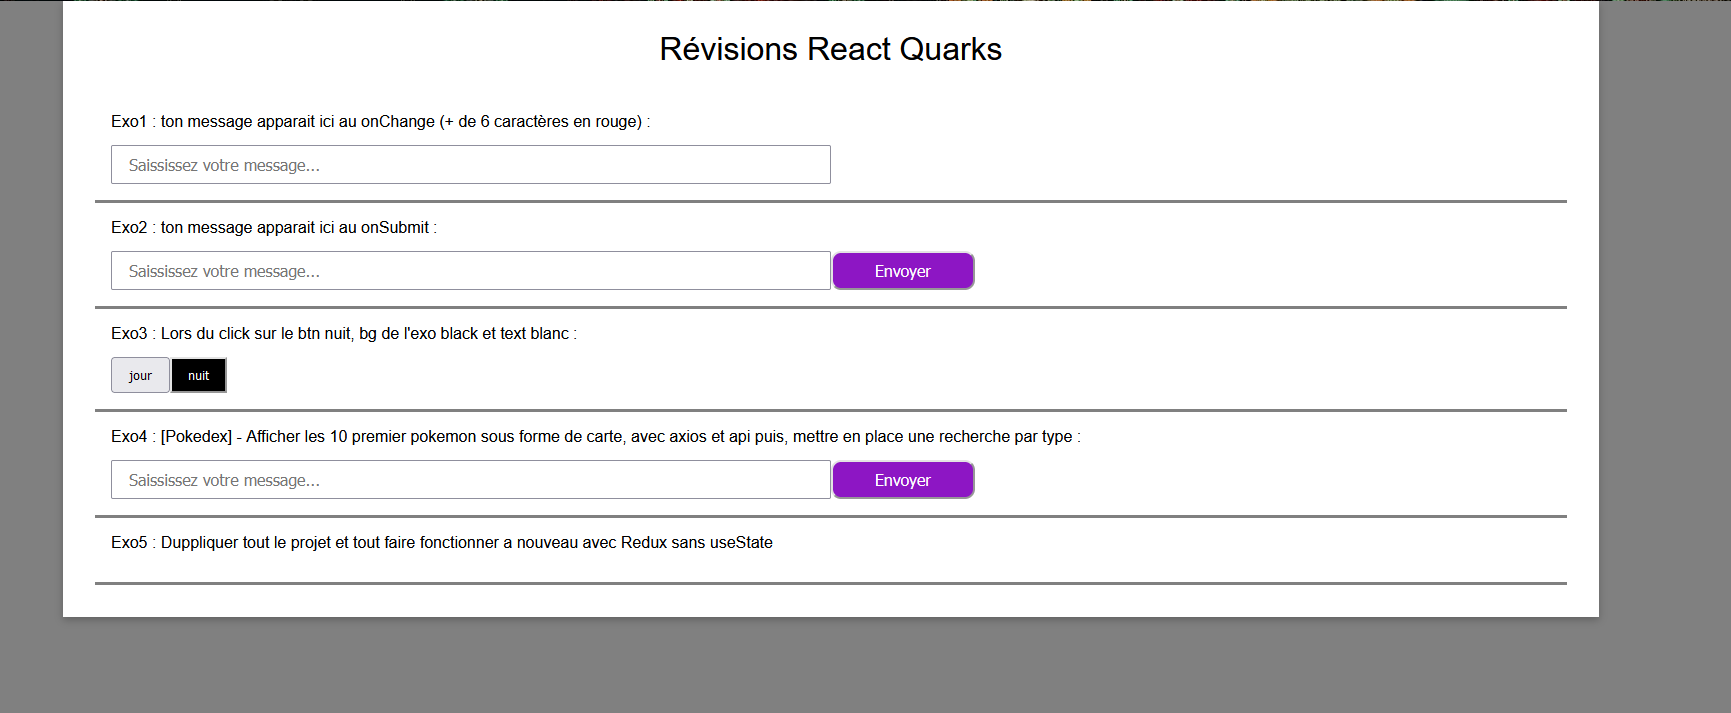 Révisions React Quarks
Exo1 : ton message apparait ici au onChange (+ de 6 caractères en rouge) :
Saississez votre message...
Exo2 : ton message apparait ici au onSubmit :
Saississez votre message... Envoyer
Exo3 : Lors du click sur le btn nuit, bg de l'exo black et text blanc :
jour nuit
Exo4 : [Pokedex] - Afficher les 10 premier pokemon sous forme de carte, avec axios et api puis, mettre en place une recherche par type :
Saississez votre message... Envoyer
Exo5 : Duppliquer tout le projet et tout faire fonctionner a nouveau avec Redux sans useState